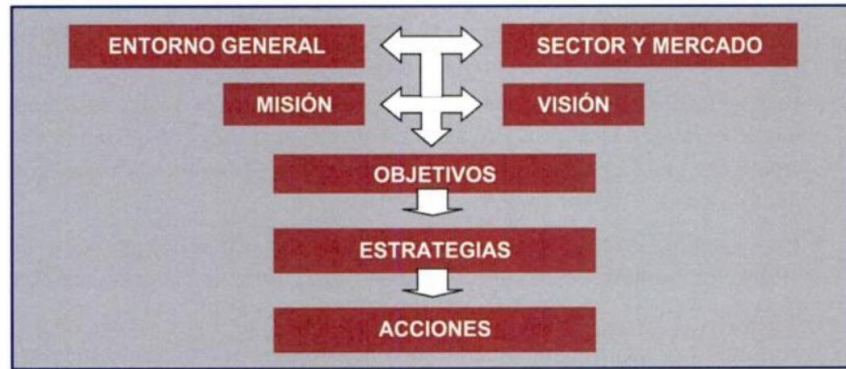 ENTORNO GENERAL
SECTOR Y MERCADO
MISIÓN
VISIÓN
OBJETIVOS
ESTRATEGIAS
ACCIONES